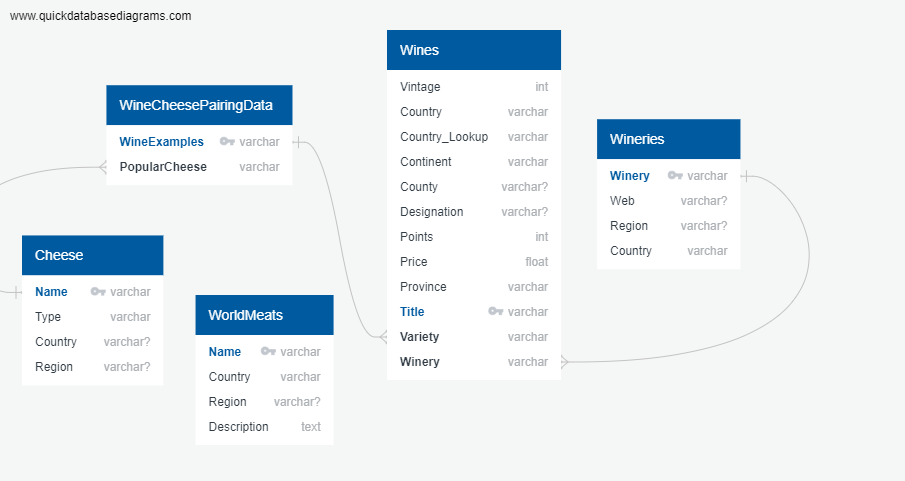 www.quickdatabasediagrams.com
WineCheesePairingData
WineExamples varchar
PopularCheese varchar
Cheese
Name varchar
Type varchar
Country varchar?
Region varchar?
WorldMeats
Name varchar
Country varchar
Region varchar?
Description text
Wines
Vintage int
Country varchar
Country_Lookup varchar
Continent varchar
County varchar?
Designation varchar?
Points int
Price float
Province varchar
Title varchar
Variety varchar
Winery varchar
Wineries
Winery varchar
Web varchar?
Region varchar?
Country varchar